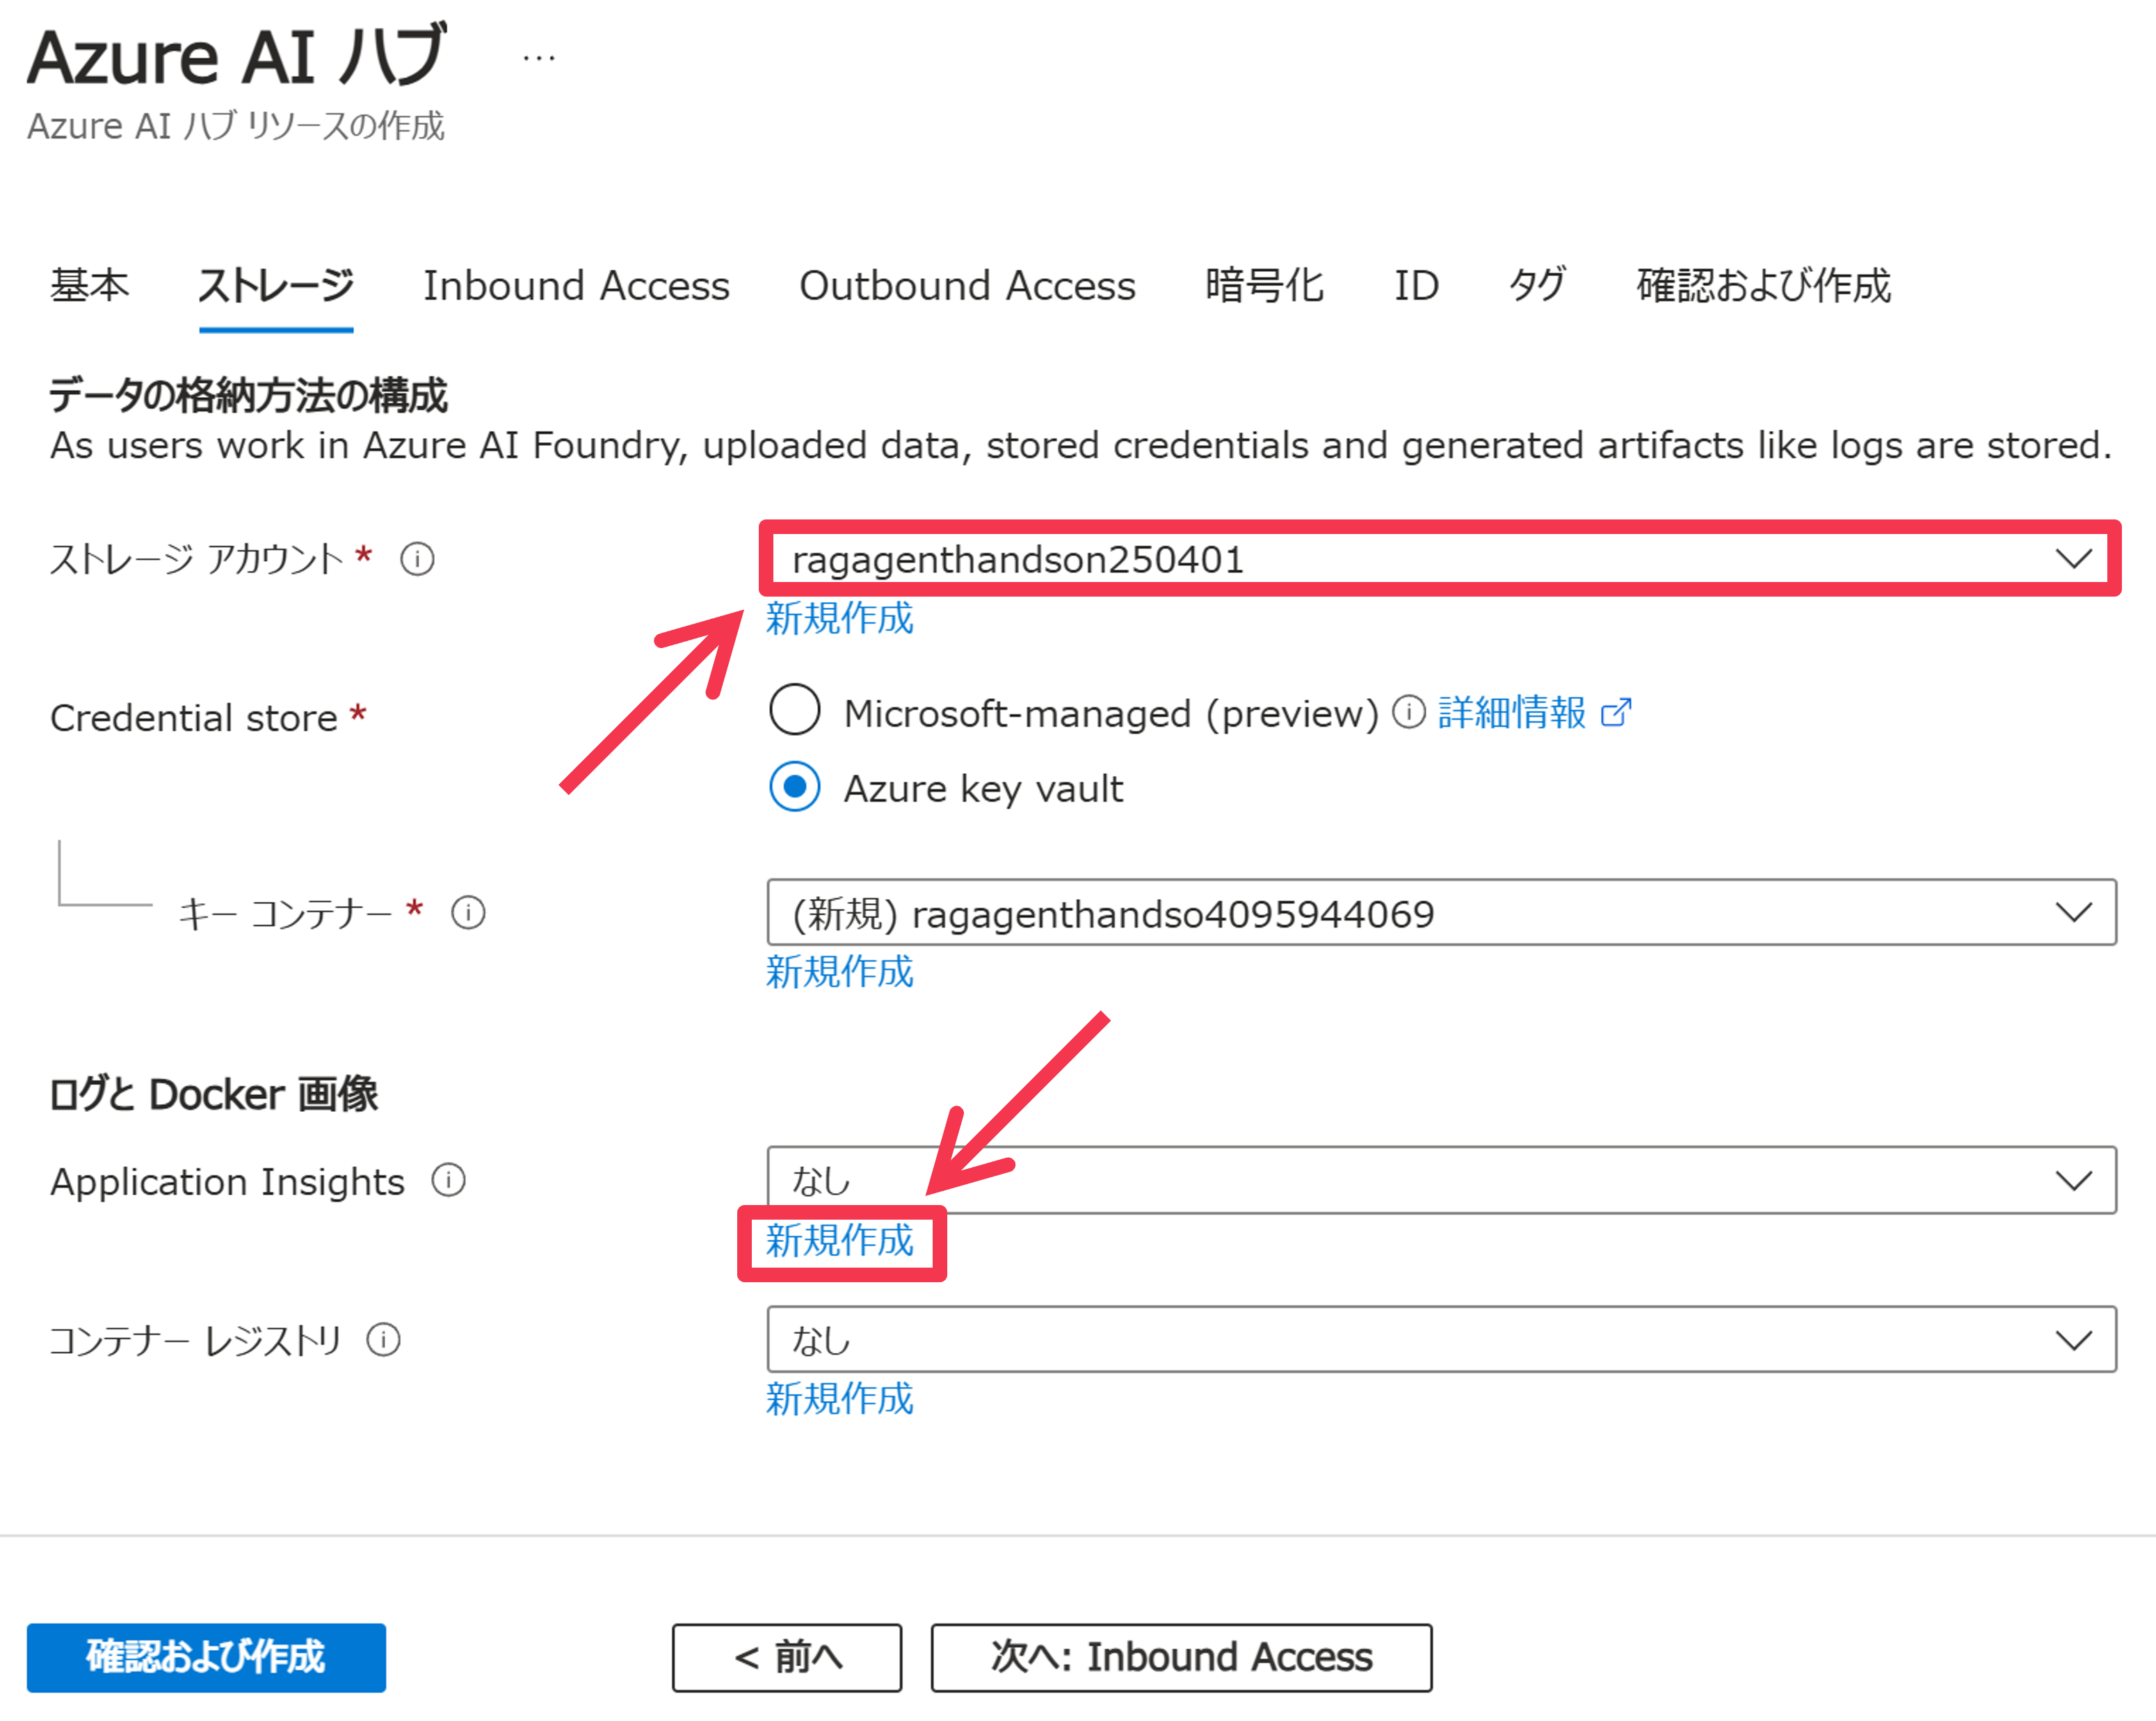 Azure AI ハブ ...
Azure AI ハブ リソースの作成
基本 ストレージ Inbound Access Outbound Access 暗号化 ID タグ 確認および作成
データの格納方法の構成
As users work in Azure AI Foundry, uploaded data, stored credentials and generated artifacts like logs are stored.
ストレージ アカウント * ragagenthandson250401
新規作成
Credential store * Microsoft-managed (preview) 詳細情報
Azure key vault
キー コンテナー * (新規) ragagenthandso4095944069
新規作成
ログと Docker 画像
Application Insights なし
新規作成
コンテナー レジストリ なし
新規作成
確認および作成 < 前へ 次へ: Inbound Access